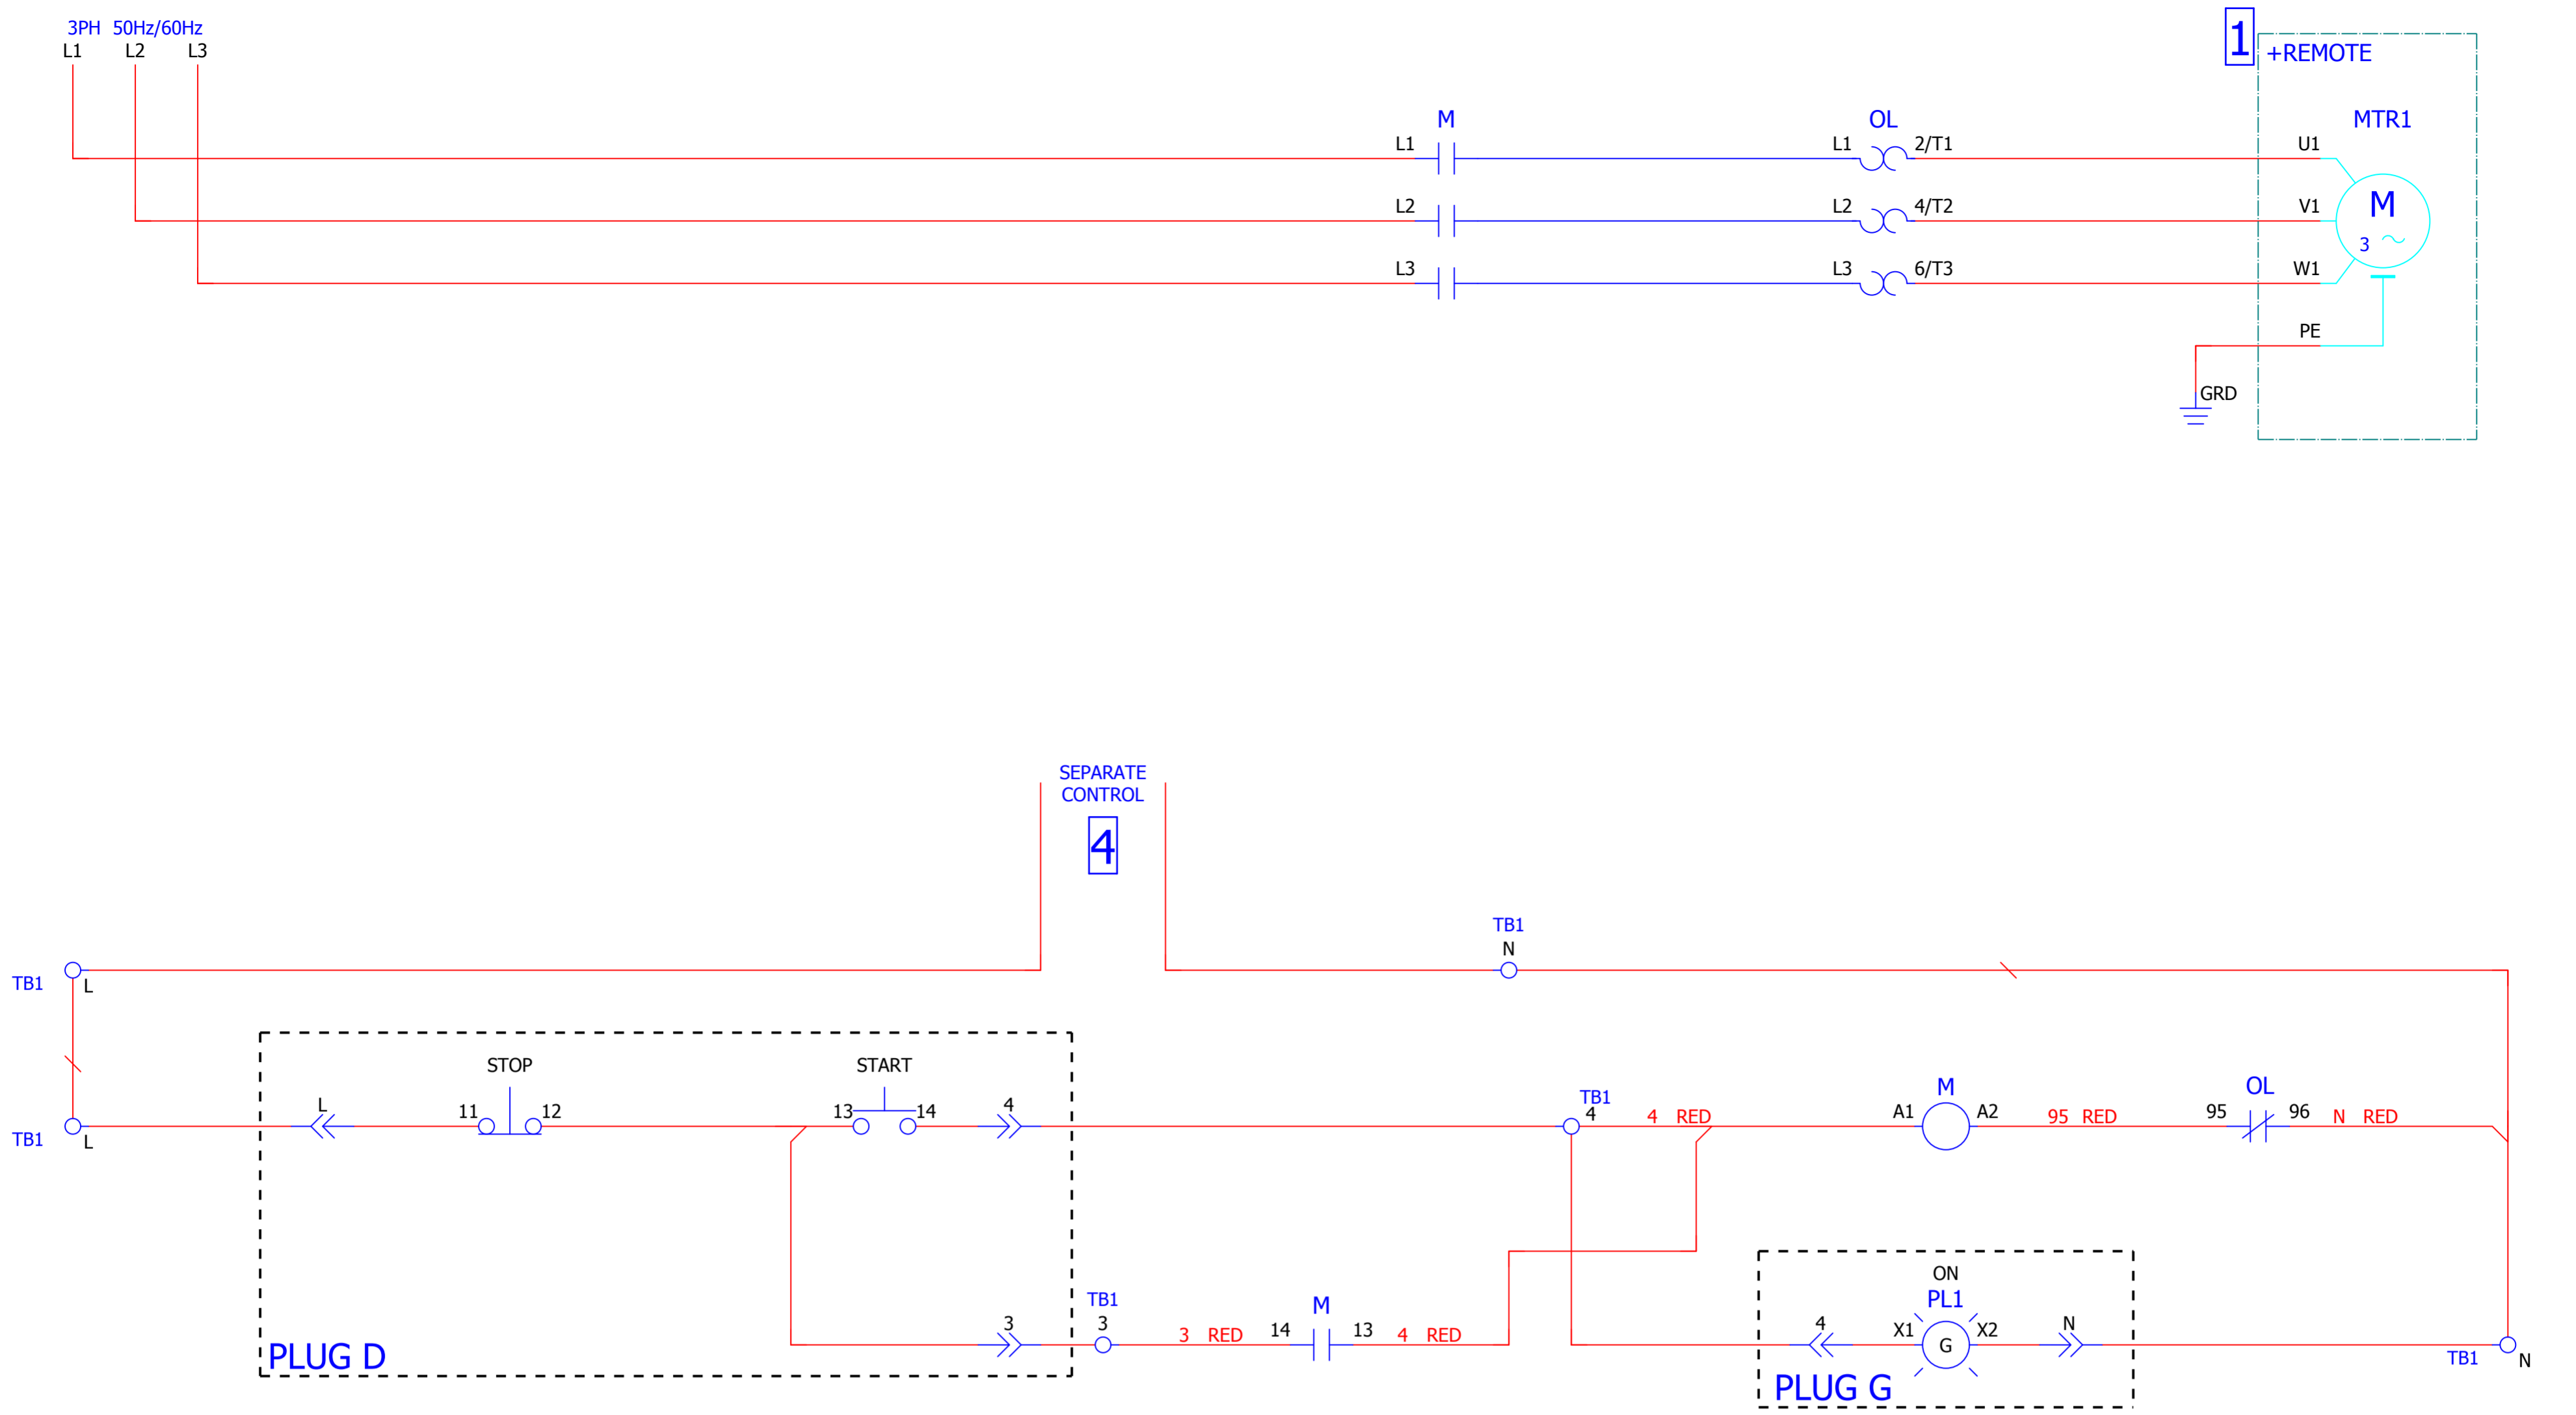 3PH 50Hz/60Hz
L1 L2 L3
1
+REMOTE
M OL MTR1
L1 L1 2/T1 U1
L2 L2 4/T2 V1 M
3
L3 L3 6/T3 W1
PE
GRD
SEPARATE
CONTROL
4
TB1
N
TB1 L
STOP START
L 11 12 13 14 4
TB1 L
TB1
4 4 RED
M
A1 A2 95 RED
OL
95 96 N RED
ON
PL1
TB1
3 3 3 RED
M
14 13 4 RED
4 X1 G X2 N
TB1 N
PLUG D
PLUG G